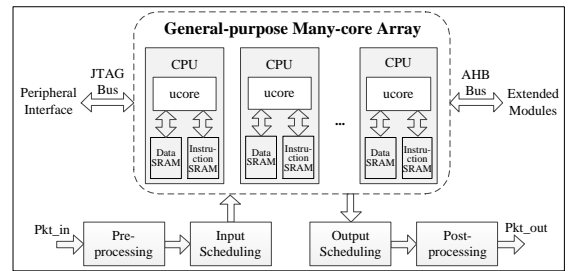 General-purpose Many-core Array
CPU
ucore
Data
SRAM
Instru-
ction
SRAM
CPU
ucore
Data
SRAM
Instru-
ction
SRAM
...
CPU
ucore
Data
SRAM
Instru-
ction
SRAM
JTAG
Bus
Peripheral
Interface
AHB
Bus
Extended
Modules
Pkt_in
Pre-
processing
Input
Scheduling
Output
Scheduling
Post-
processing
Pkt_out